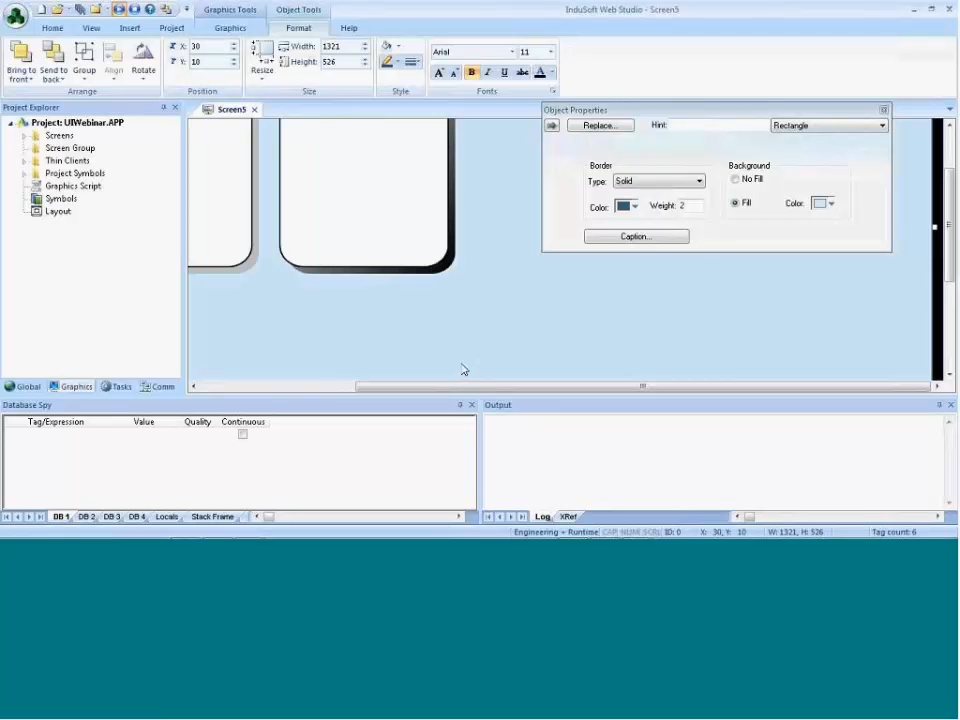 Graphics Tools
Object Tools
InduSoft Web Studio - Screen5
Home
View
Insert
Project
Graphics
Format
Help
X: 30
Y: 10
Width: 1321
Height: 526
Arial
11
Bring to front
Send to back
Group
Align
Rotate
Resize
A A B I U abc A
Arrange
Position
Size
Style
Fonts
Project Explorer
Screen5
Object Properties
Project: UIWebinar.APP
Screens
Screen Group
Thin Clients
Project Symbols
Graphics Script
Symbols
Layout
Replace...
Hint:
Rectangle
Border
Type: Solid
Color:
Weight: 2
Background
No Fill
Fill
Color:
Caption...
Global
Graphics
Tasks
Comm
Database Spy
Output
Tag/Expression
Value
Quality
Continuous
DB 1
DB 2
DB 3
DB 4
Locals
Stack Frame
Log
XRef
Engineering + Runtime
CAP
NUM
SCRL
ID: 0
X: 30, Y: 10
W: 1321, H: 526
Tag count: 6